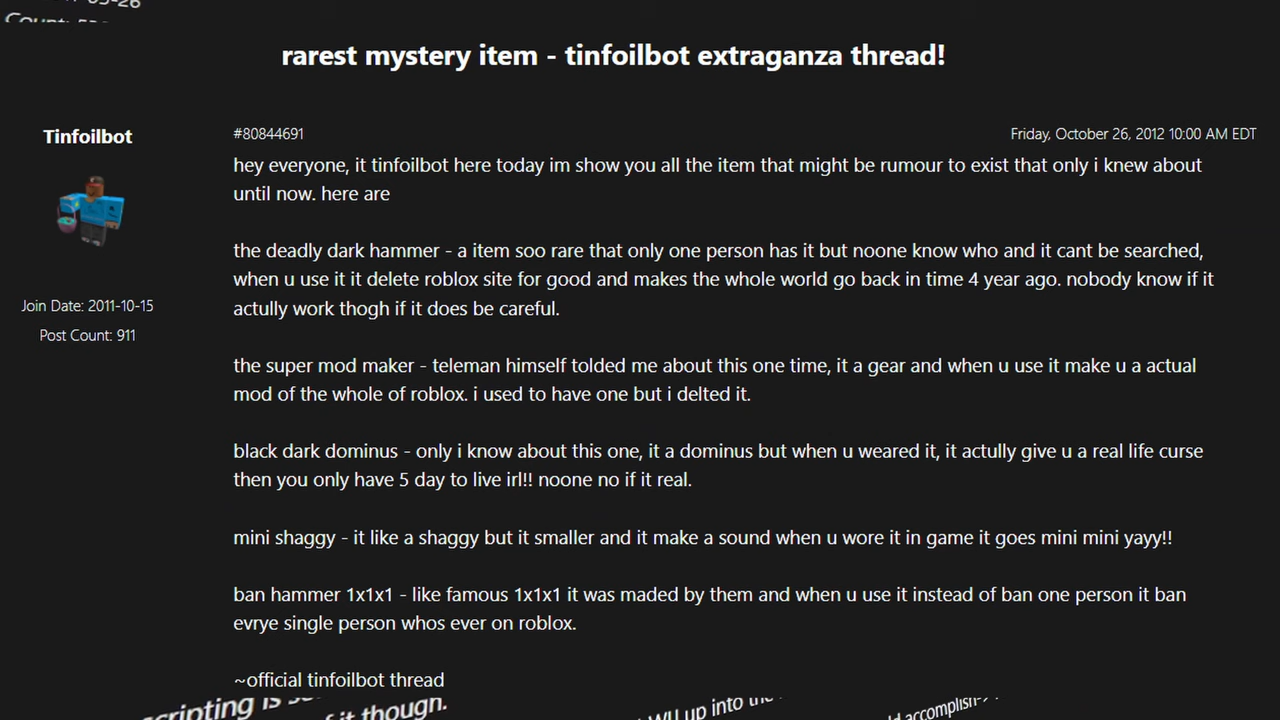 rarest mystery item - tinfoilbot extraganza thread!
Tinfoilbot
#80844691
Friday, October 26, 2012 10:00 AM EDT
hey everyone, it tinfoilbot here today im show you all the item that might be rumour to exist that only i knew about
until now. here are
the deadly dark hammer - a item soo rare that only one person has it but noone know who and it cant be searched,
when u use it it delete roblox site for good and makes the whole world go back in time 4 year ago. nobody know if it
actully work thogh if it does be careful.
Join Date: 2011-10-15
Post Count: 911
the super mod maker - teleman himself tolded me about this one time, it a gear and when u use it make u a actual
mod of the whole of roblox. i used to have one but i delted it.
black dark dominus - only i know about this one, it a dominus but when u weared it, it actully give u a real life curse
then you only have 5 day to live irl!! noone no if it real.
mini shaggy - it like a shaggy but it smaller and it make a sound when u wore it in game it goes mini mini yayy!!
ban hammer 1x1x1 - like famous 1x1x1 it was maded by them and when u use it instead of ban one person it ban
evrye single person whos ever on roblox.
~official tinfoilbot thread
scripting is
it though.
up into the
accomplish